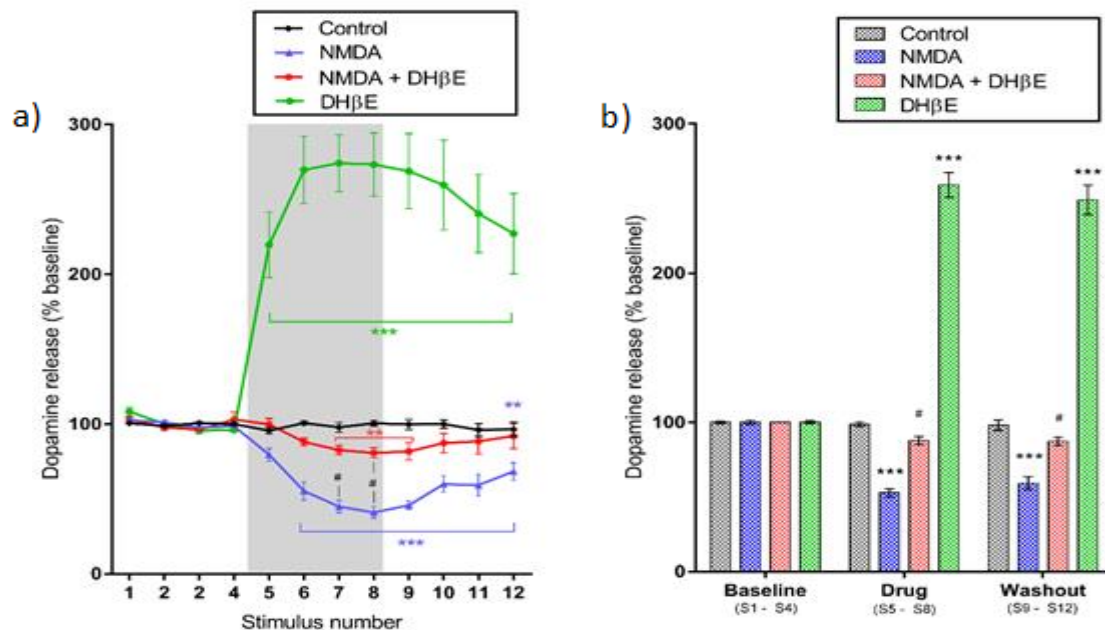 a)
Control
NMDA
NMDA + DHβE
DHβE
300
200
100
0
Dopamine release (% baseline)
***
**
**
#
#
***
1 2 2 4 5 6 7 8 9 10 11 12
Stimulus number
b)
Control
NMDA
NMDA + DHβE
DHβE
300
200
100
0
Dopamine release (% baselinel)
***
***
#
#
***
***
Baseline Drug Washout
(S1 - S4) (S5 - S8) (S9 - S12)